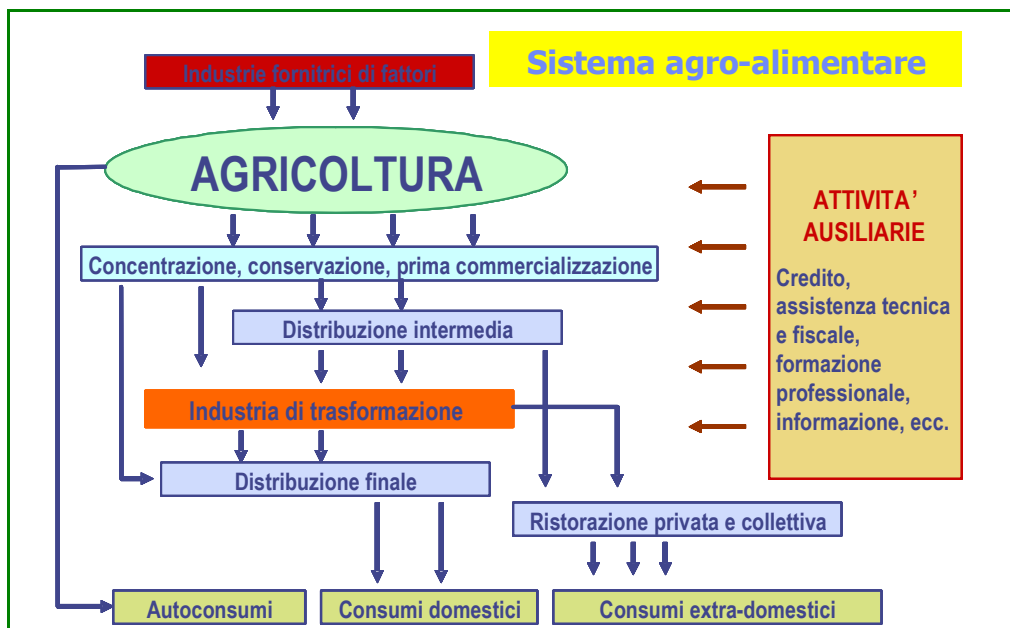 Sistema agro-alimentare
Industrie fornitrici di fattori
AGRICOLTURA
Concentrazione, conservazione, prima commercializzazione
Distribuzione intermedia
Industria di trasformazione
Distribuzione finale
Ristorazione privata e collettiva
Autoconsumi
Consumi domestici
Consumi extra-domestici
ATTIVITA’
AUSILIARIE
Credito,
assistenza tecnica
e fiscale,
formazione
professionale,
informazione, ecc.